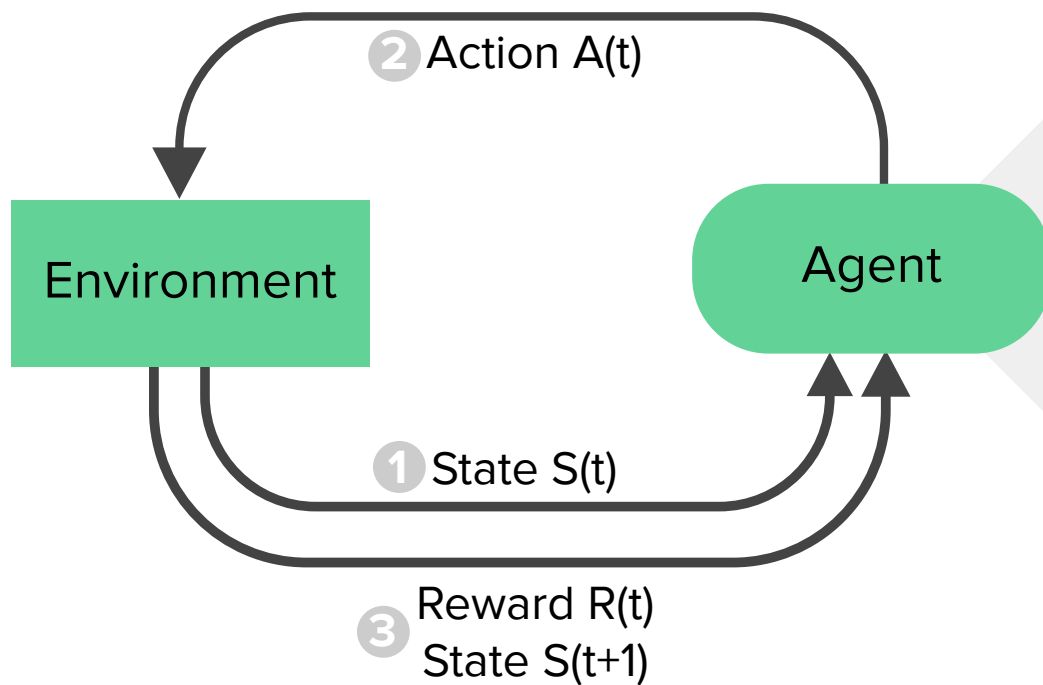 2 Action A(t)
Environment
Agent
1 State S(t)
3 Reward R(t)
State S(t+1)